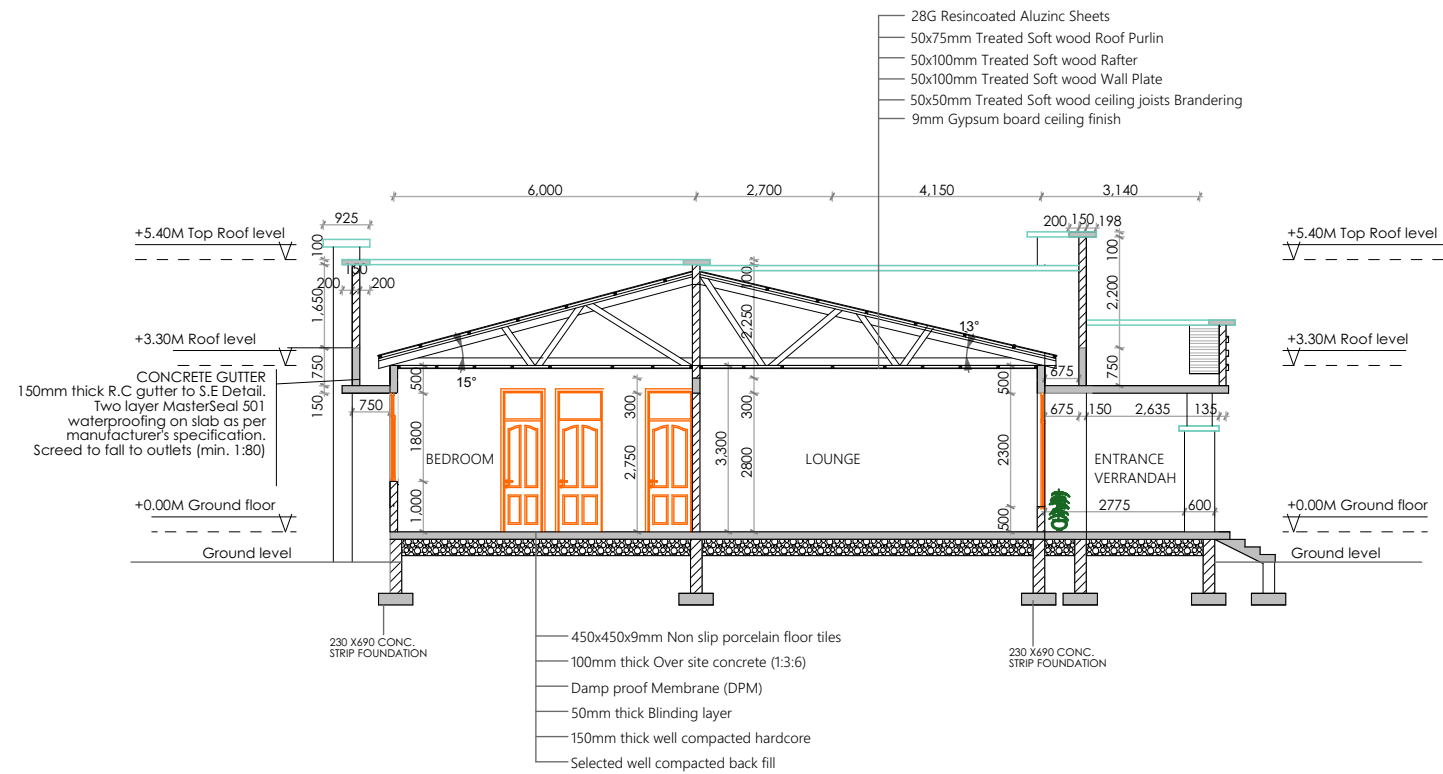 28G Resincoated Aluzinc Sheets
50x75mm Treated Soft wood Roof Purlin
50x100mm Treated Soft wood Rafter
50x100mm Treated Soft wood Wall Plate
50x50mm Treated Soft wood ceiling joists Brandering
9mm Gypsum board ceiling finish
6,000
2,700
4,150
3,140
925
200 150 198
+5.40M Top Roof level
+5.40M Top Roof level
100
100
150
200
200
1,650
2,250
2,200
13°
15°
+3.30M Roof level
+3.30M Roof level
750
750
675
CONCRETE GUTTER
150mm thick R.C gutter to S.E Detail.
Two layer MasterSeal 501
waterproofing on slab as per
manufacturer's specification.
Screed to fall to outlets (min. 1:80)
150
750
500
300
300
500
675
150
2,635
135
1800
2,750
3,300
2800
2300
BEDROOM
LOUNGE
ENTRANCE
VERRANDAH
1,000
500
2775
600
+0.00M Ground floor
+0.00M Ground floor
Ground level
Ground level
230 X690 CONC.
STRIP FOUNDATION
230 X690 CONC.
STRIP FOUNDATION
450x450x9mm Non slip porcelain floor tiles
100mm thick Over site concrete (1:3:6)
Damp proof Membrane (DPM)
50mm thick Blinding layer
150mm thick well compacted hardcore
Selected well compacted back fill